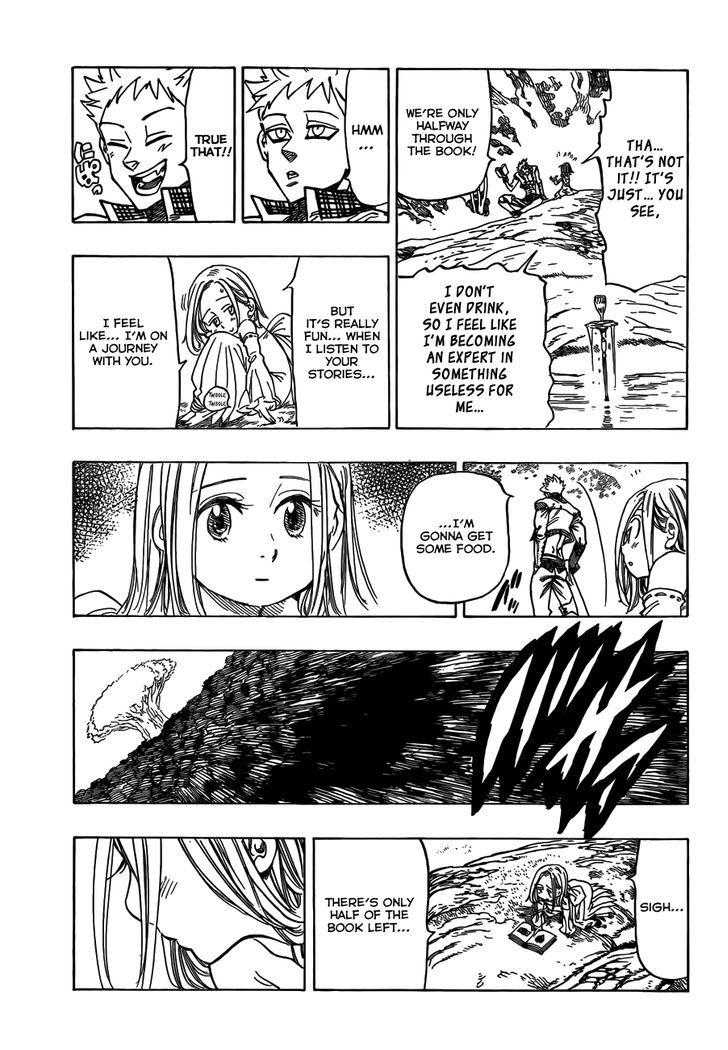 THA...
THAT'S NOT
IT!! IT'S
JUST... YOU
SEE,
WE'RE ONLY
HALFWAY
THROUGH
THE BOOK!
I DON'T
EVEN DRINK,
SO I FEEL LIKE
I'M BECOMING
AN EXPERT IN
SOMETHING
USELESS FOR
ME...
HMM
...
TRUE
THAT!!
BUT
IT'S REALLY
FUN... WHEN
I LISTEN TO
YOUR
STORIES...
TWIDDLE
TWIDDLE
I FEEL
LIKE... I'M ON
A JOURNEY
WITH YOU.
...I'M
GONNA GET
SOME FOOD.
SIGH...
THERE'S ONLY
HALF OF THE
BOOK LEFT...